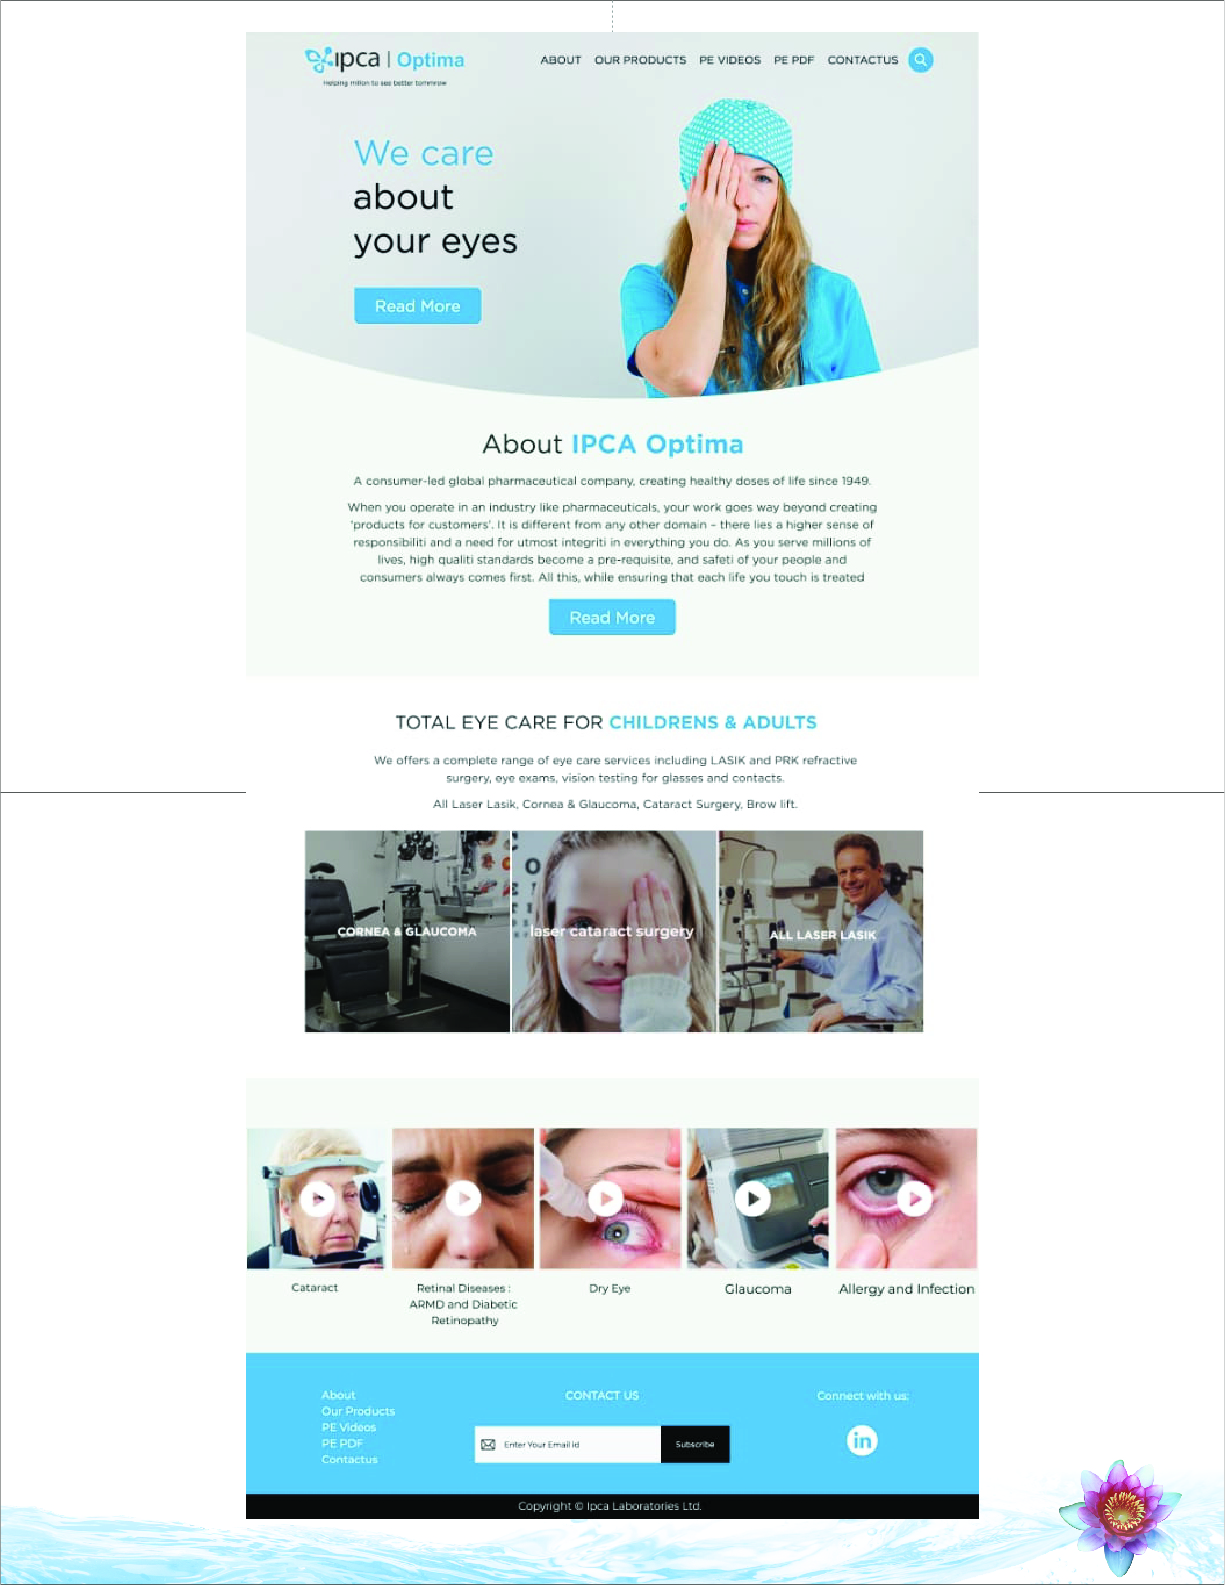 ipca | Optima
Helping millon to see better tommrow
ABOUT OUR PRODUCTS PE VIDEOS PE PDF CONTACTUS
We care
about
your eyes
Read More
About IPCA Optima
A consumer-led global pharmaceutical company, creating healthy doses of life since 1949.
When you operate in an industry like pharmaceuticals, your work goes way beyond creating
'products for customers'. It is different from any other domain – there lies a higher sense of
responsibiliti and a need for utmost integriti in everything you do. As you serve millions of
lives, high qualiti standards become a pre-requisite, and safeti of your people and
consumers always comes first. All this, while ensuring that each life you touch is treated
Read More
TOTAL EYE CARE FOR CHILDRENS & ADULTS
We offers a complete range of eye care services including LASIK and PRK refractive
surgery, eye exams, vision testing for glasses and contacts.
All Laser Lasik, Cornea & Glaucoma, Cataract Surgery, Brow lift.
CORNEA & GLAUCOMA
laser cataract surgery
ALL LASER LASIK
Cataract
Retinal Diseases :
ARMD and Diabetic
Retinopathy
Dry Eye
Glaucoma
Allergy and Infection
About
Our Products
PE Videos
PE PDF
Contactus
CONTACT US
Enter Your Email id
Subscribe
Connect with us:
in
Copyright © Ipca Laboratories Ltd.